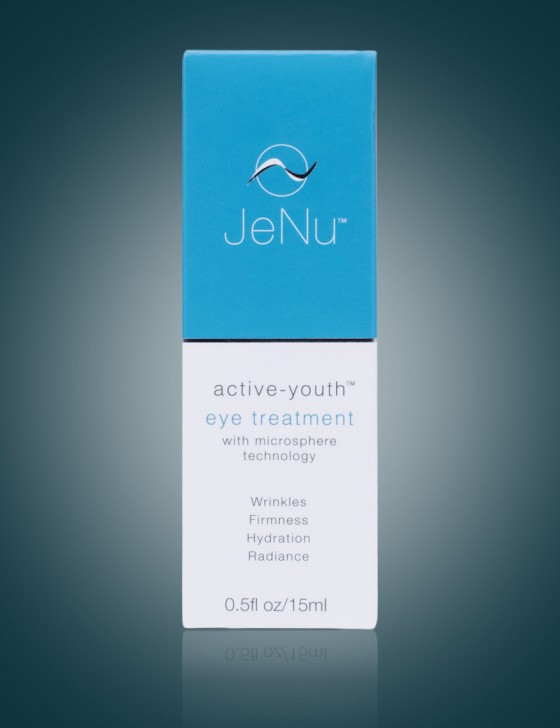 JeNu™
active-youth™
eye treatment
with microsphere
technology
Wrinkles
Firmness
Hydration
Radiance
0.5fl oz/15ml